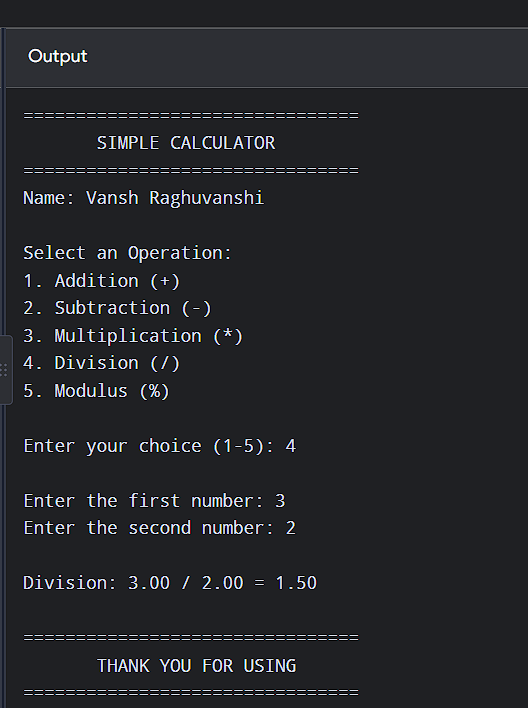 Output
================================
SIMPLE CALCULATOR
================================
Name: Vansh Raghuvanshi
Select an Operation:
1. Addition (+)
2. Subtraction (-)
3. Multiplication (*)
4. Division (/)
5. Modulus (%)
Enter your choice (1-5): 4
Enter the first number: 3
Enter the second number: 2
Division: 3.00 / 2.00 = 1.50
================================
THANK YOU FOR USING
================================